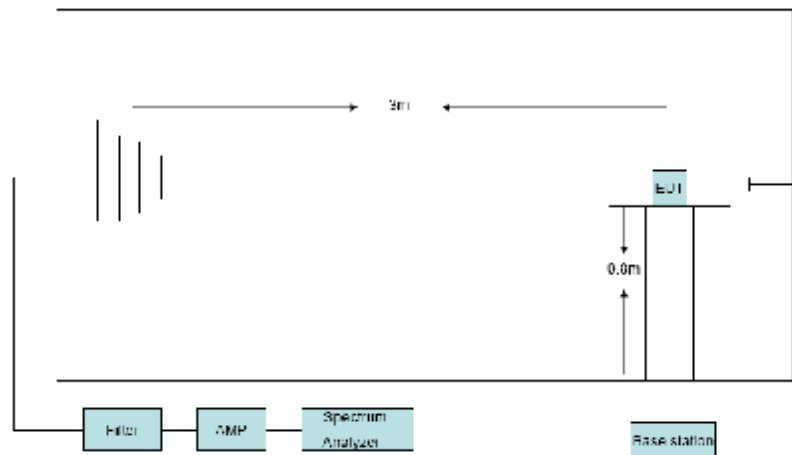 3m
EUT
0.8m
Filter
AMP
Spectrum
Analyzer
Base station